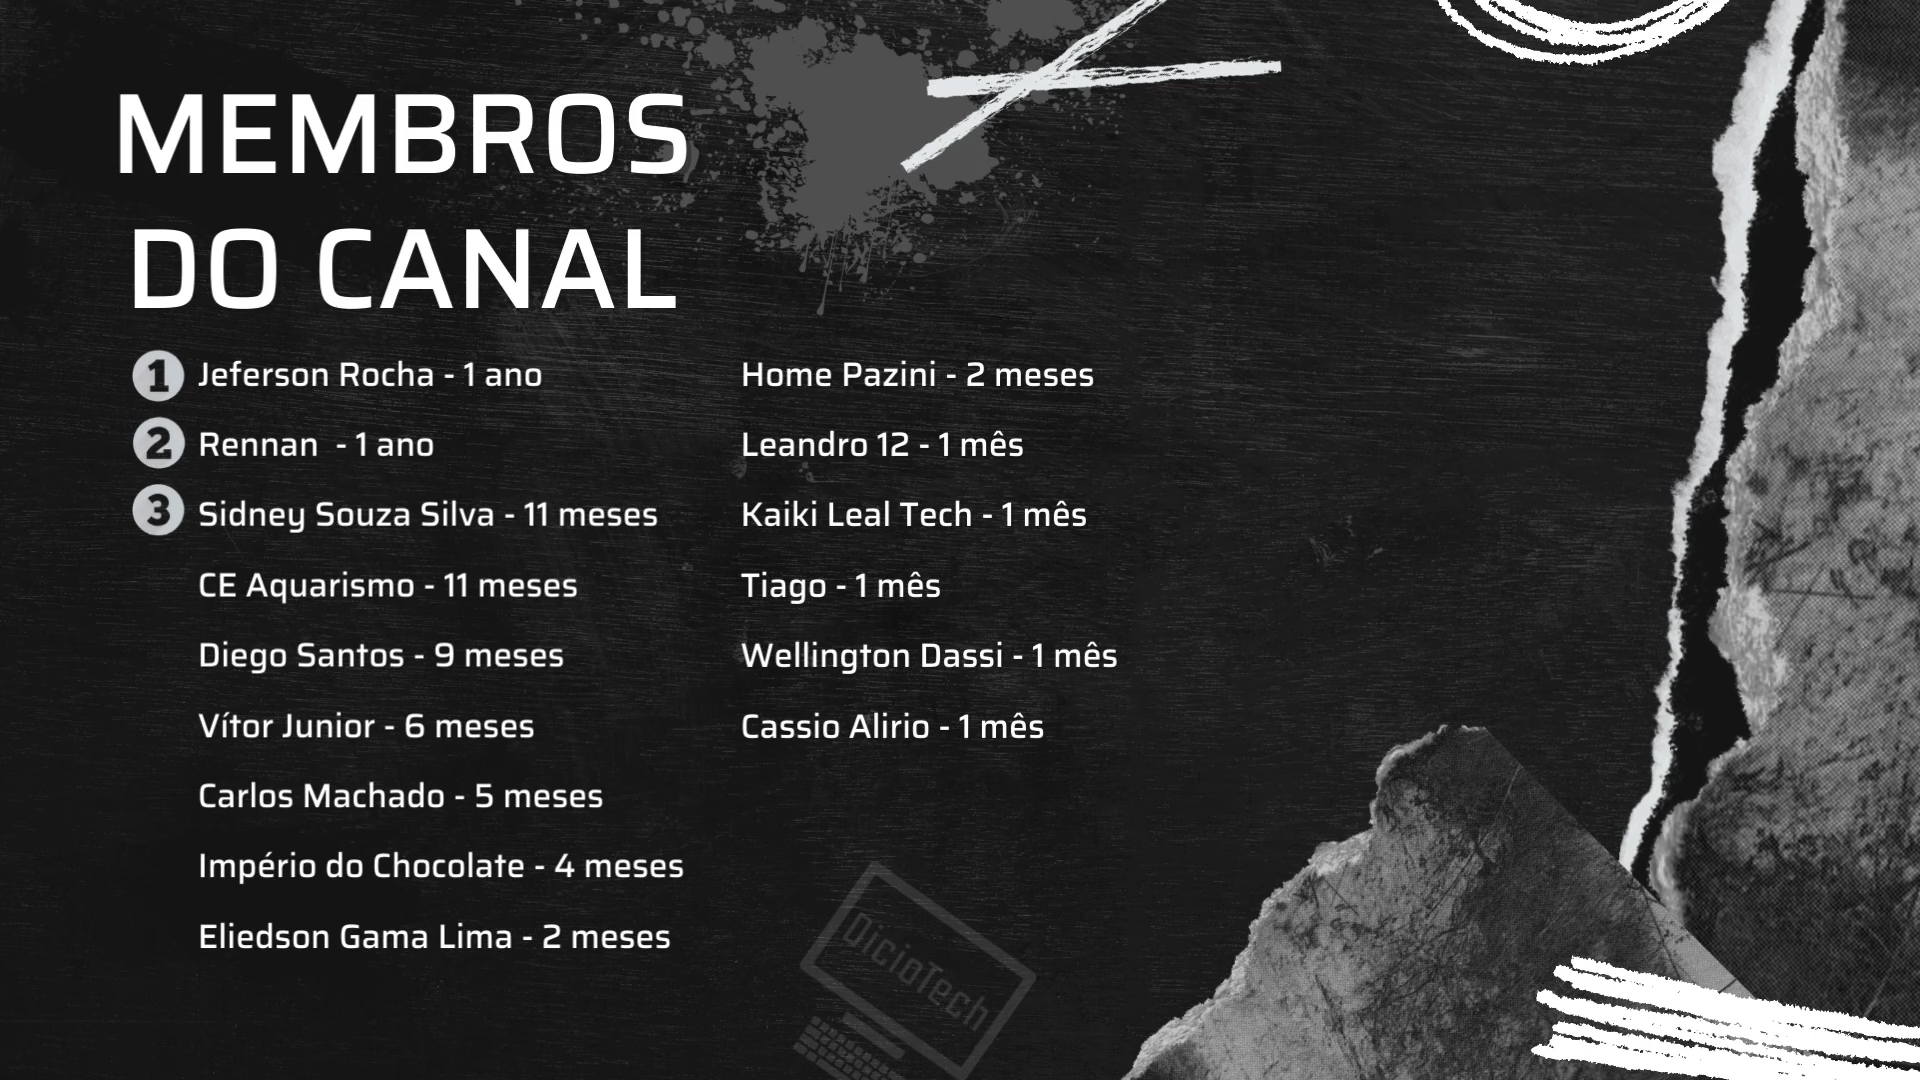 MEMBROS
DO CANAL
1 Jeferson Rocha - 1 ano
2 Rennan - 1 ano
3 Sidney Souza Silva - 11 meses
CE Aquarismo - 11 meses
Diego Santos - 9 meses
Vítor Junior - 6 meses
Carlos Machado - 5 meses
Império do Chocolate - 4 meses
Eliedson Gama Lima - 2 meses
Home Pazini - 2 meses
Leandro 12 - 1 mês
Kaiki Leal Tech - 1 mês
Tiago - 1 mês
Wellington Dassi - 1 mês
Cassio Alirio - 1 mês
DicioTech